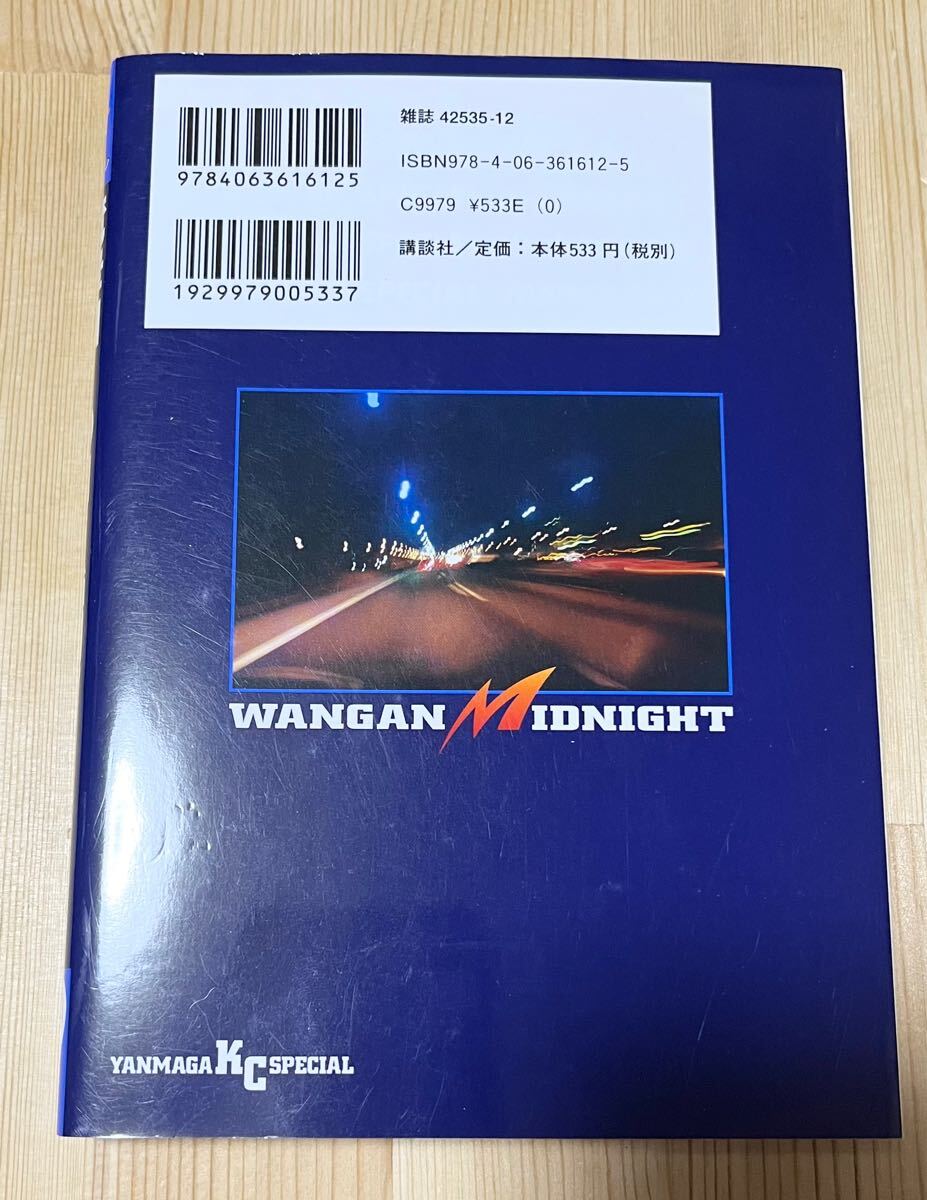 雑誌 42535-12
9784063616125
ISBN978-4-06-361612-5
C9979 ¥533E (0)
1929979005337
講談社／定価：本体533円（税別）
WANGAN MIDNIGHT
YANMAGA KC SPECIAL